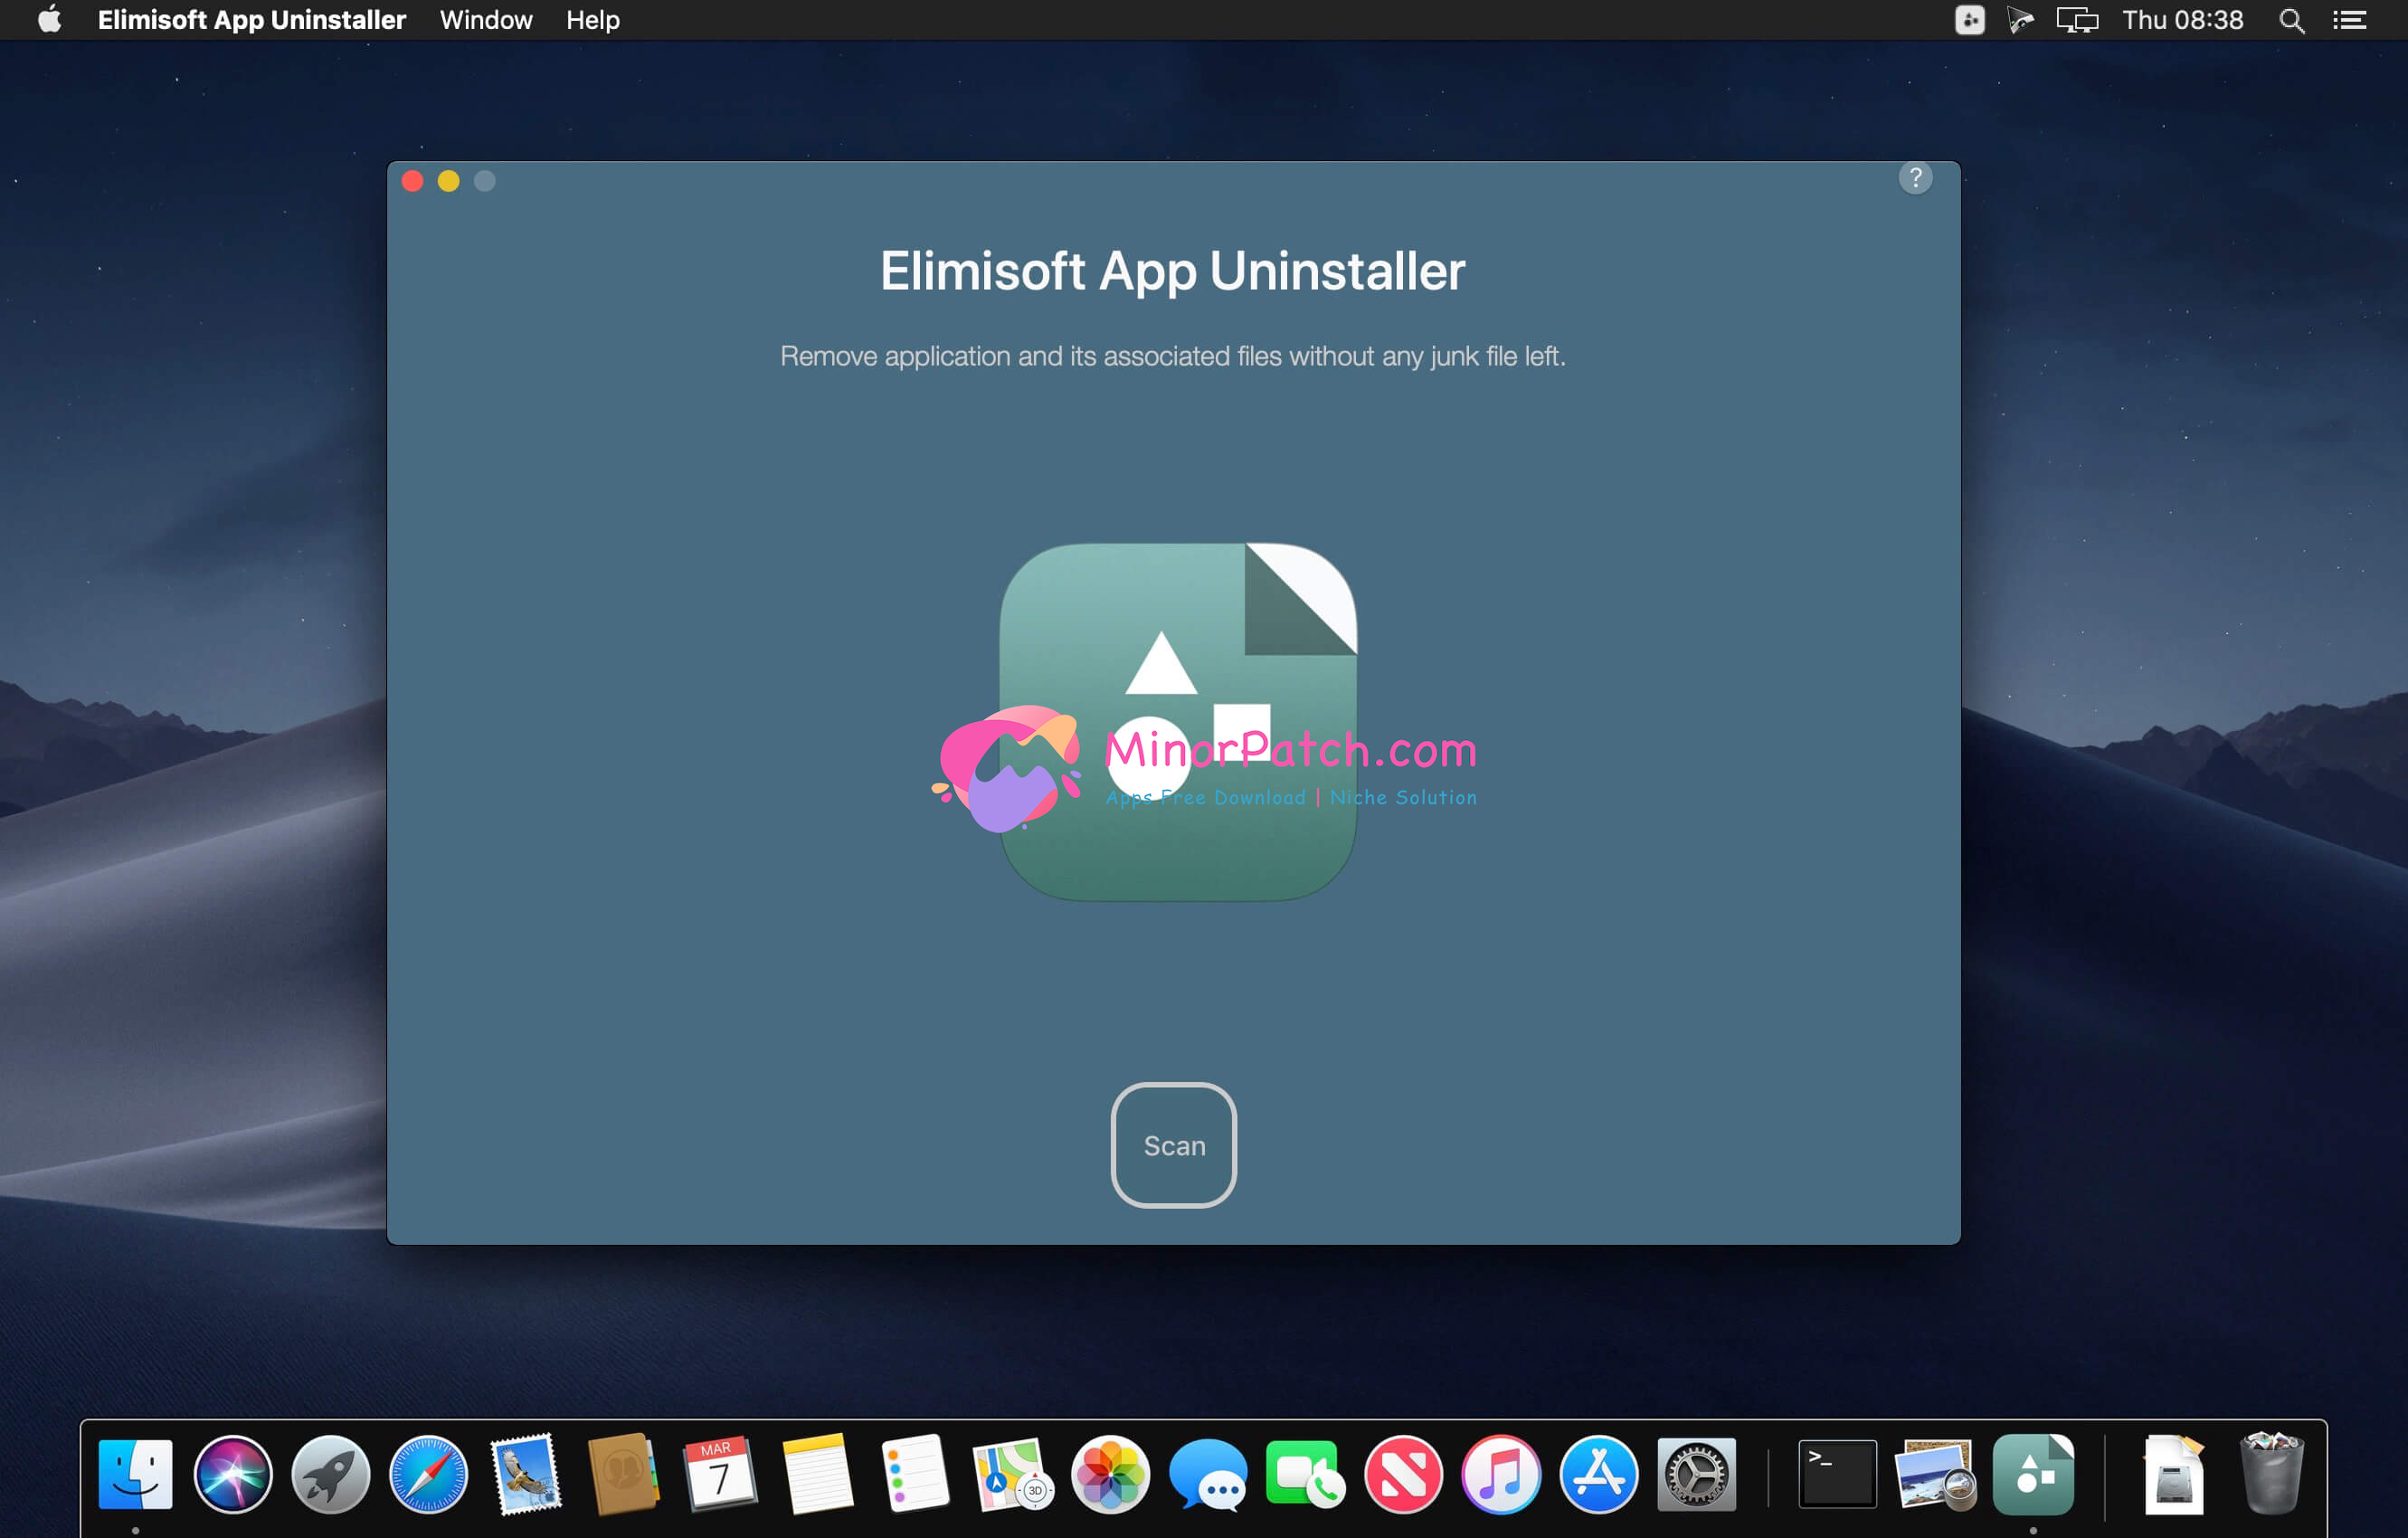 Elimisoft App Uninstaller Window Help Thu 08:38
?
Elimisoft App Uninstaller
Remove application and its associated files without any junk file left.
MinorPatch.com
Apps Free Download | Niche Solution
Scan
MAR
7
3D
>_